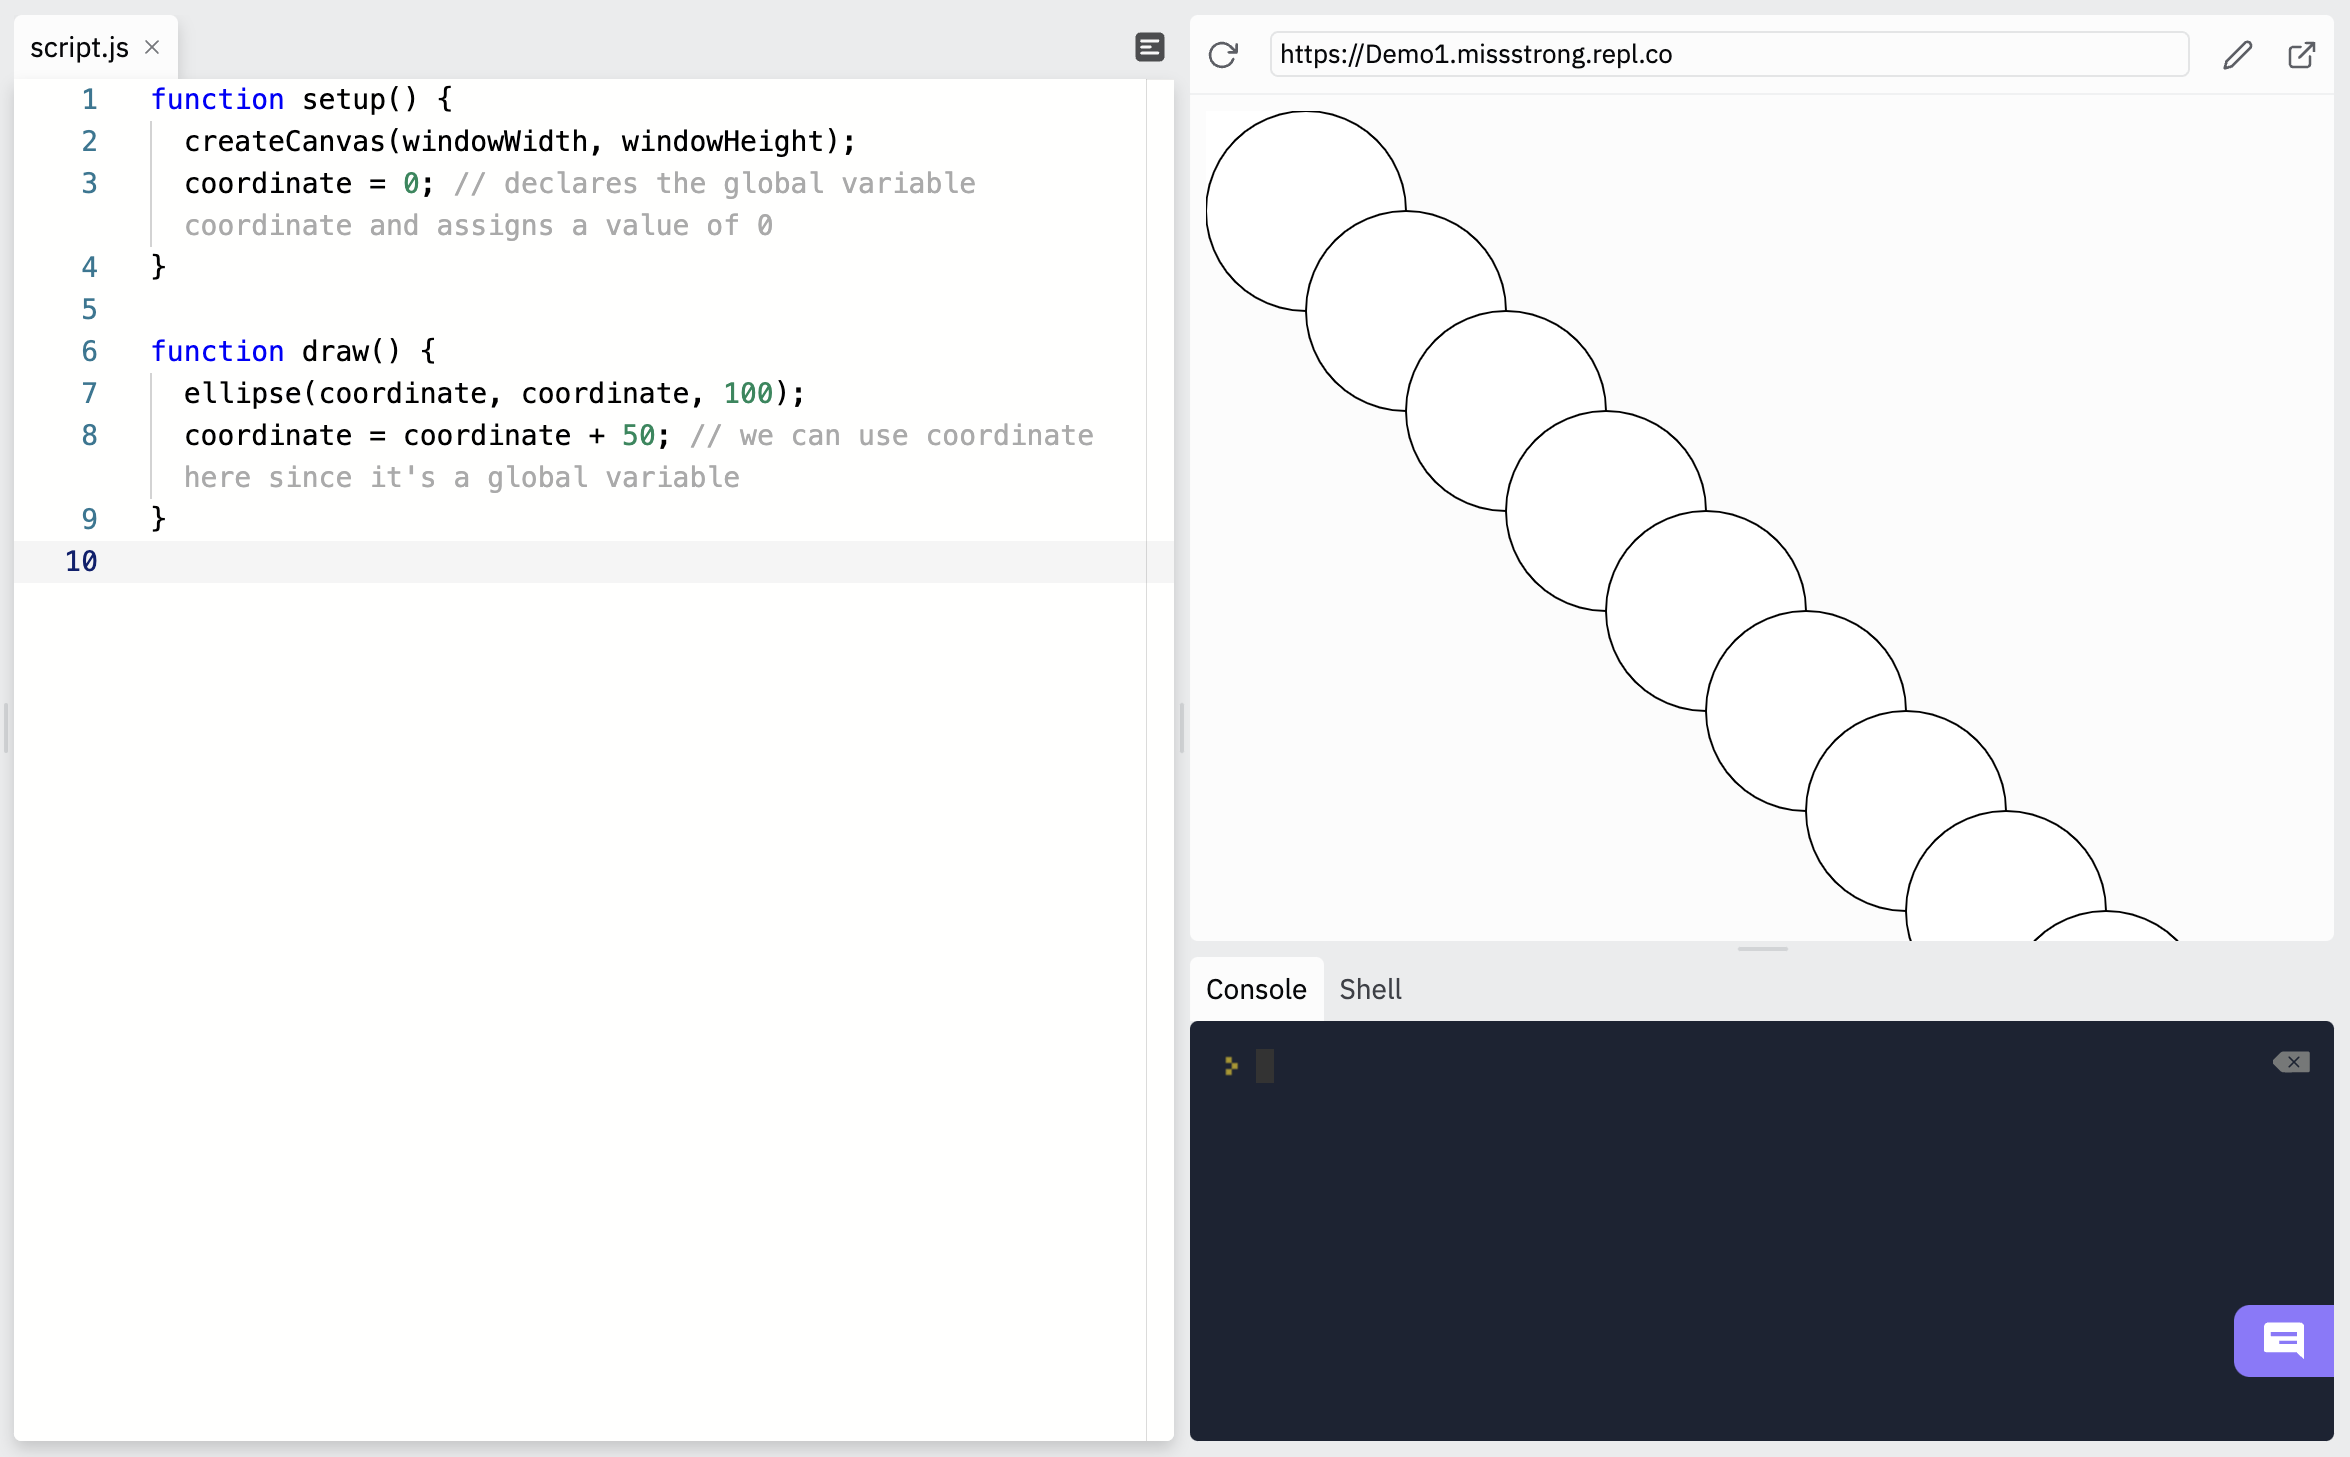 script.js
1 function setup() {
2 createCanvas(windowWidth, windowHeight);
3 coordinate = 0; // declares the global variable
coordinate and assigns a value of 0
4 }
5
6 function draw() {
7 ellipse(coordinate, coordinate, 100);
8 coordinate = coordinate + 50; // we can use coordinate
here since it's a global variable
9 }
10
https://Demo1.missstrong.repl.co
Console Shell